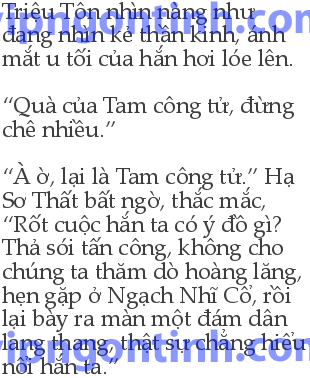 Triệu Tôn nhìn nàng như
đang nhìn kẻ thần kinh, ánh
mắt u tối của hắn hơi lóe lên.
“Quà của Tam công tử, đừng
chê nhiều.”
“À ờ, lại là Tam công tử.” Hạ
Sơ Thất bất ngờ, thắc mắc,
“Rốt cuộc hắn ta có ý đồ gì?
Thả sói tấn công, không cho
chúng ta thăm dò hoàng lăng,
hẹn gặp ở Ngạch Nhĩ Cổ, rồi
lại bày ra màn một đám dân
lang thang, thật sự chẳng hiểu
nổi hắn ta.”